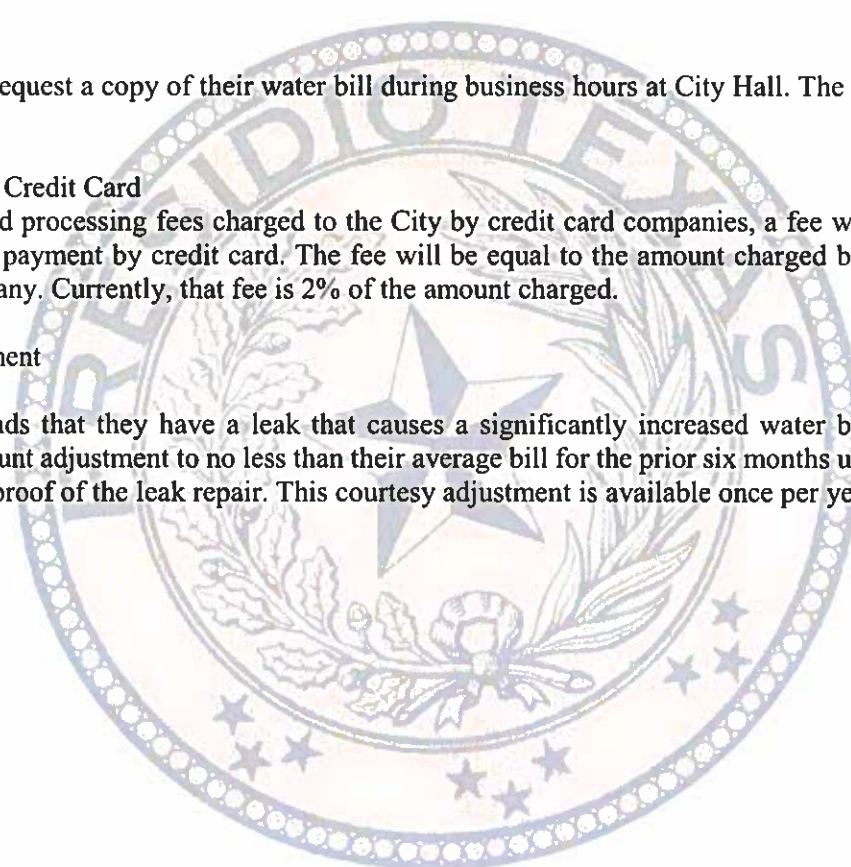 equest a copy of their water bill during business hours at City Hall. The
Credit Card
d processing fees charged to the City by credit card companies, a fee w
payment by credit card. The fee will be equal to the amount charged b
any. Currently, that fee is 2% of the amount charged.
nent
nds that they have a leak that causes a significantly increased water b
unt adjustment to no less than their average bill for the prior six months u
proof of the leak repair. This courtesy adjustment is available once per ye
PRESIDIO TEXAS